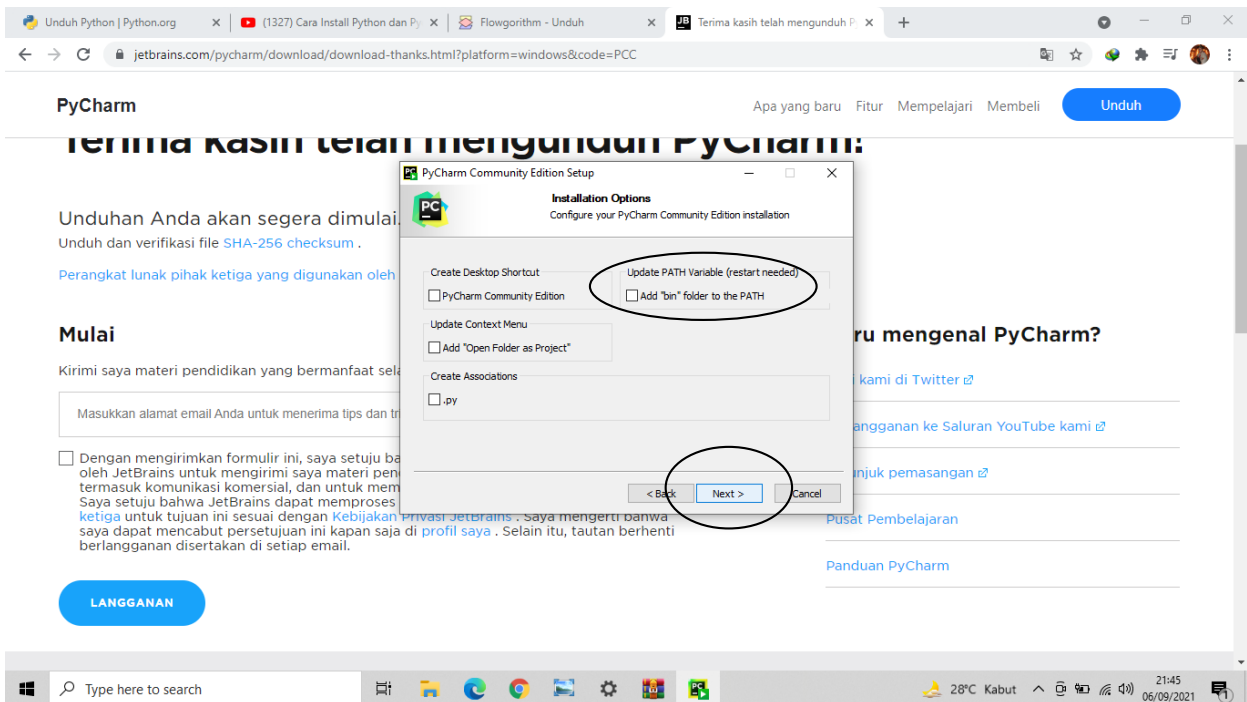 Unduh Python | Python.org
(1327) Cara Install Python dan Py
Flowgorithm - Unduh
JB Terima kasih telah mengunduh P
jetbrains.com/pycharm/download/download-thanks.html?platform=windows&code=PCC
PyCharm
Apa yang baru Fitur Mempelajari Membeli Unduh
Terima kasih telah mengunduh PyCharm!
PyCharm Community Edition Setup
PC
Installation Options
Configure your PyCharm Community Edition installation
Create Desktop Shortcut
PyCharm Community Edition
Update PATH Variable (restart needed)
Add "bin" folder to the PATH
Update Context Menu
Add "Open Folder as Project"
Create Associations
.py
< Back Next > Cancel
Unduhan Anda akan segera dimulai.
Unduh dan verifikasi file SHA-256 checksum .
Perangkat lunak pihak ketiga yang digunakan oleh
Mulai
Kirimi saya materi pendidikan yang bermanfaat sela
Masukkan alamat email Anda untuk menerima tips dan tr
Dengan mengirimkan formulir ini, saya setuju ba
oleh JetBrains untuk mengirimi saya materi pen
termasuk komunikasi komersial, dan untuk mem
Saya setuju bahwa JetBrains dapat memproses
ketiga untuk tujuan ini sesuai dengan Kebijakan Privasi JetBrains . Saya mengerti bahwa
saya dapat mencabut persetujuan ini kapan saja di profil saya . Selain itu, tautan berhenti
berlangganan disertakan di setiap email.
LANGGANAN
ru mengenal PyCharm?
kami di Twitter
angganan ke Saluran YouTube kami
njuk pemasangan
Pusat Pembelajaran
Panduan PyCharm
Type here to search
28°C Kabut
21:45
06/09/2021